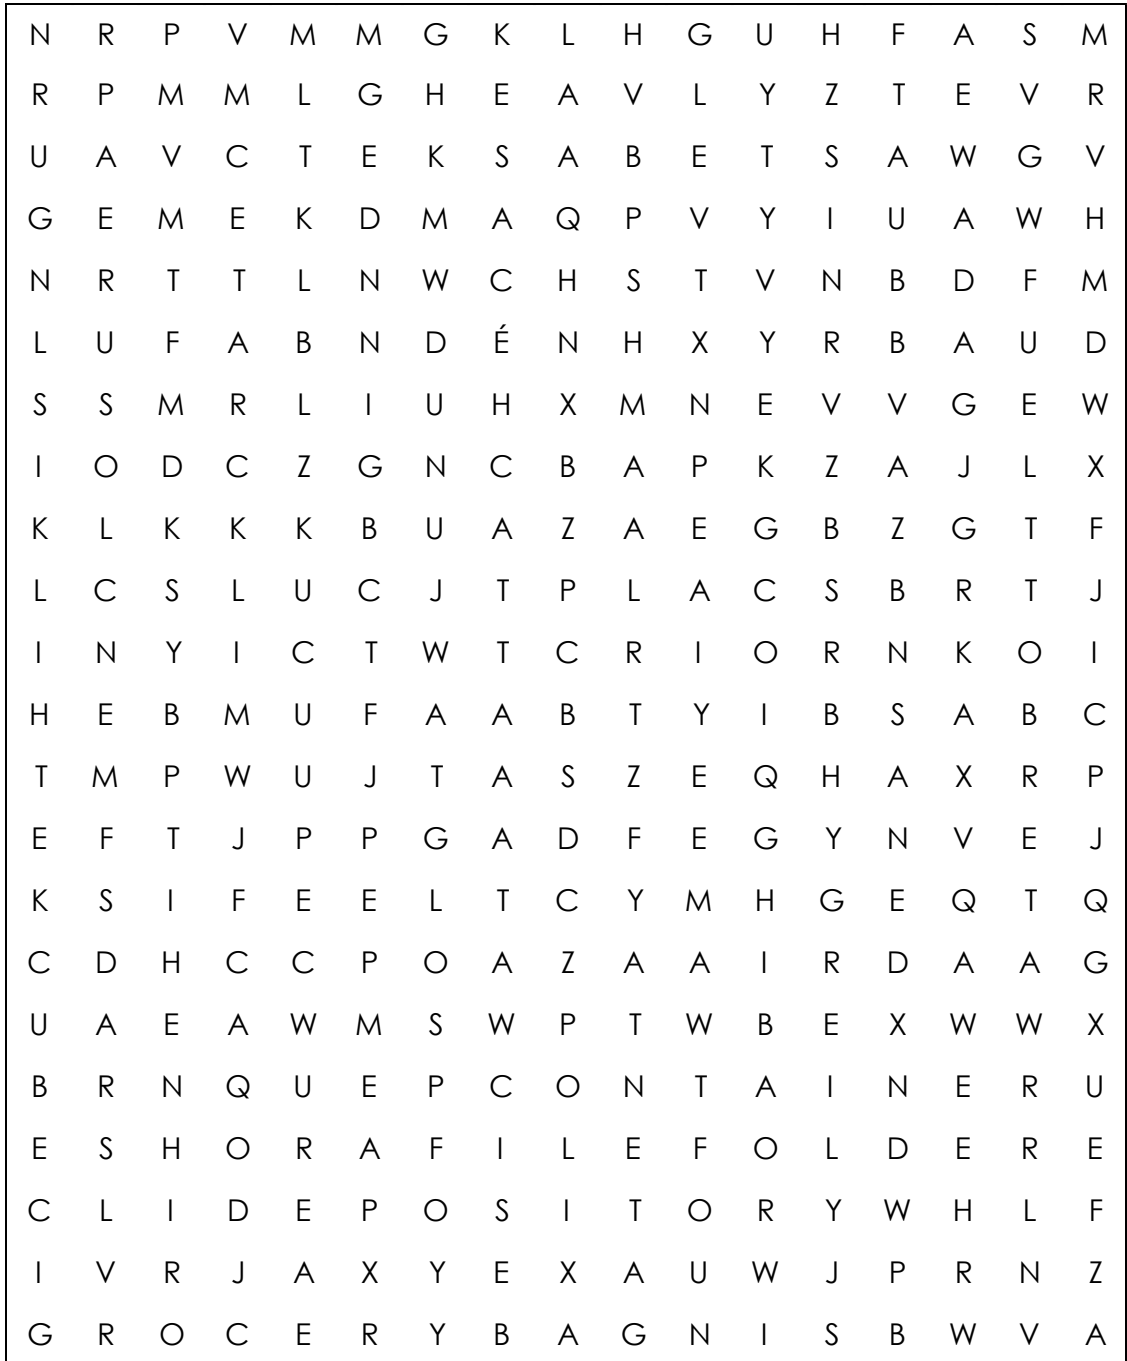 N R P V M M G K L H G U H F A S M
R P M M L G H E A V L Y Z T E V R
U A V C T E K S A B E T S A W G V
G E M E K D M A Q P V Y I U A W H
N R T T L N W C H S T V N B D F M
L U F A B N D É N H X Y R B A U D
S S M R L I U H X M N E V V G E W
I O D C Z G N C B A P K Z A J L X
K L K K K B U A Z A E G B Z G T F
L C S L U C J T P L A C S B R T J
I N Y I C T W T C R I O R N K O I
H E B M U F A A B T Y I B S A B C
T M P W U J T A S Z E Q H A X R P
E F T J P P G A D F E G Y N V E J
K S I F E E L T C Y M H G E Q T Q
C D H C C P O A Z A A I R D A A G
U A E A W M S W P T W B E X W W X
B R N Q U E P C O N T A I N E R U
E S H O R A F I L E F O L D E R E
C L I D E P O S I T O R Y W H L F
I V R J A X Y E X A U W J P R N Z
G R O C E R Y B A G N I S B W V A